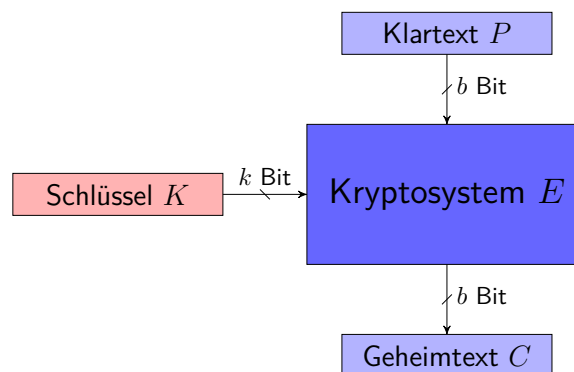 Klartext P
b Bit
k Bit
Schlüssel K
Kryptosystem E
b Bit
Geheimtext C